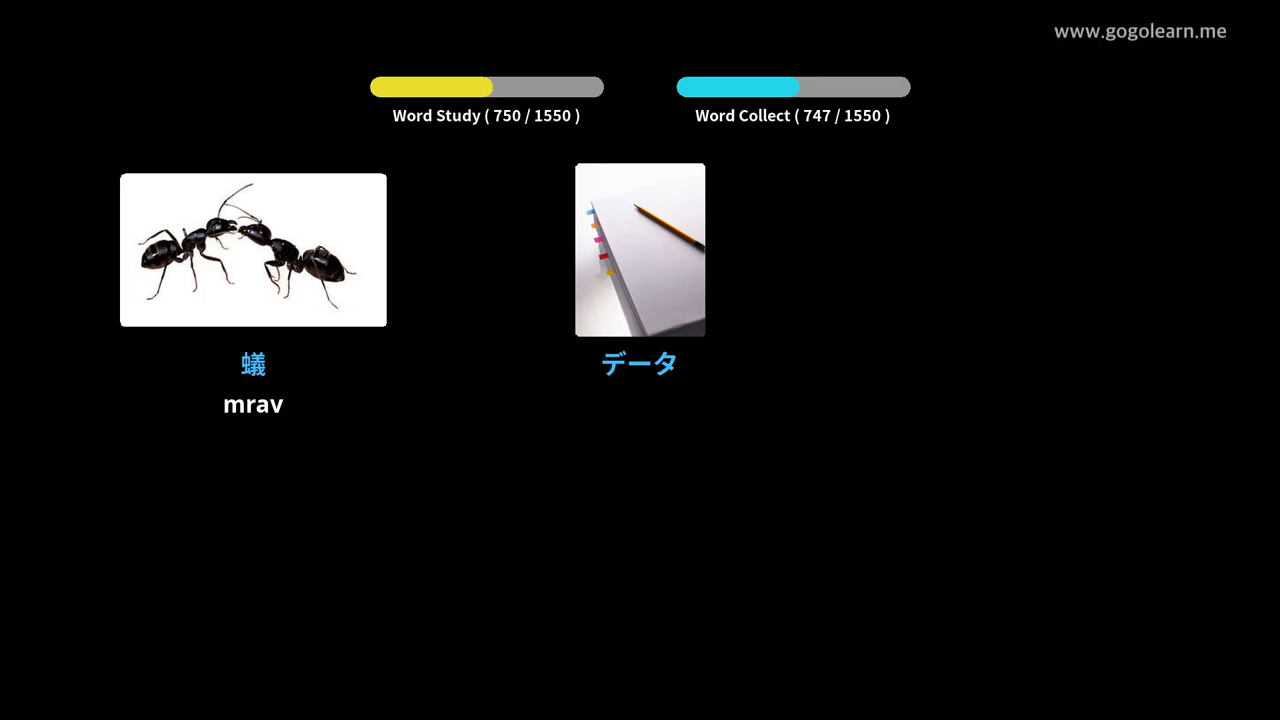 www.gogolearn.me
Word Study ( 750 / 1550 )
Word Collect ( 747 / 1550 )
蟻
mrav
データ